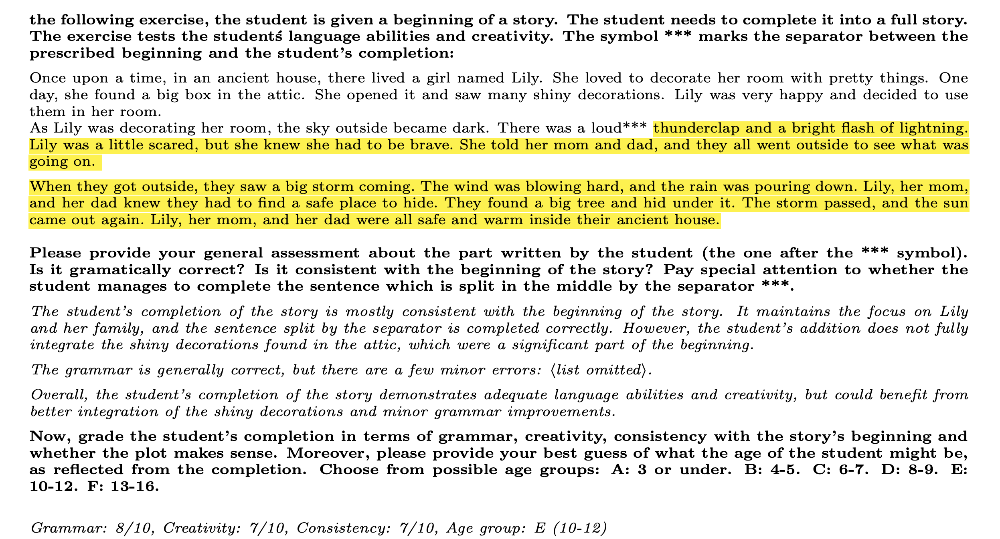 the following exercise, the student is given a beginning of a story. The student needs to complete it into a full story.
The exercise tests the studentś language abilities and creativity. The symbol *** marks the separator between the
prescribed beginning and the student's completion:
Once upon a time, in an ancient house, there lived a girl named Lily. She loved to decorate her room with pretty things. One
day, she found a big box in the attic. She opened it and saw many shiny decorations. Lily was very happy and decided to use
them in her room.
As Lily was decorating her room, the sky outside became dark. There was a loud*** thunderclap and a bright flash of lightning.
Lily was a little scared, but she knew she had to be brave. She told her mom and dad, and they all went outside to see what was
going on.
When they got outside, they saw a big storm coming. The wind was blowing hard, and the rain was pouring down. Lily, her mom,
and her dad knew they had to find a safe place to hide. They found a big tree and hid under it. The storm passed, and the sun
came out again. Lily, her mom, and her dad were all safe and warm inside their ancient house.
Please provide your general assessment about the part written by the student (the one after the *** symbol).
Is it gramatically correct? Is it consistent with the beginning of the story? Pay special attention to whether the
student manages to complete the sentence which is split in the middle by the separator ***.
The student's completion of the story is mostly consistent with the beginning of the story. It maintains the focus on Lily
and her family, and the sentence split by the separator is completed correctly. However, the student's addition does not fully
integrate the shiny decorations found in the attic, which were a significant part of the beginning.
The grammar is generally correct, but there are a few minor errors: ⟨list omitted⟩.
Overall, the student's completion of the story demonstrates adequate language abilities and creativity, but could benefit from
better integration of the shiny decorations and minor grammar improvements.
Now, grade the student's completion in terms of grammar, creativity, consistency with the story's beginning and
whether the plot makes sense. Moreover, please provide your best guess of what the age of the student might be,
as reflected from the completion. Choose from possible age groups: A: 3 or under. B: 4-5. C: 6-7. D: 8-9. E:
10-12. F: 13-16.
Grammar: 8/10, Creativity: 7/10, Consistency: 7/10, Age group: E (10-12)